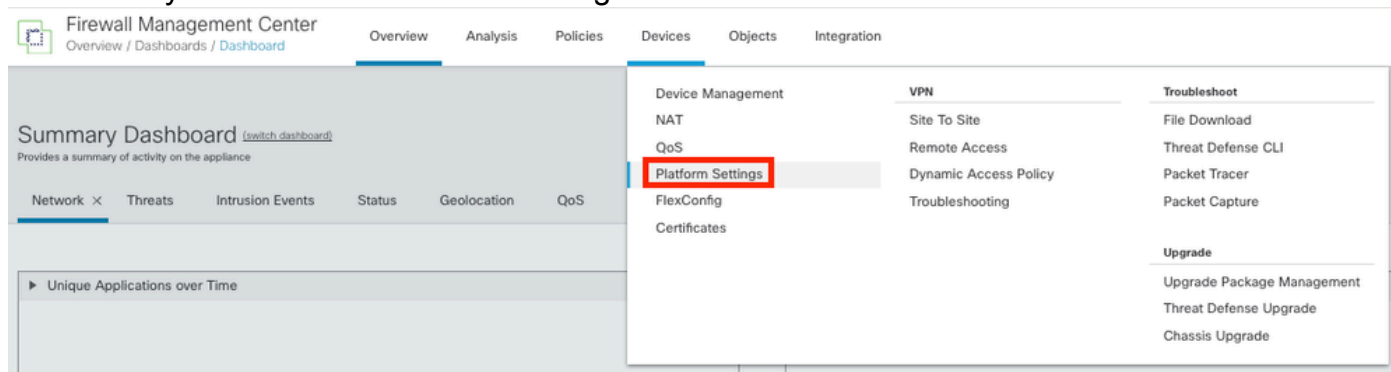 Firewall Management Center
Overview / Dashboards / Dashboard
Overview
Analysis
Policies
Devices
Objects
Integration
Summary Dashboard (switch dashboard)
Provides a summary of activity on the appliance
Network ×
Threats
Intrusion Events
Status
Geolocation
QoS
Unique Applications over Time
Device Management
NAT
QoS
Platform Settings
FlexConfig
Certificates
VPN
Site To Site
Remote Access
Dynamic Access Policy
Troubleshooting
Troubleshoot
File Download
Threat Defense CLI
Packet Tracer
Packet Capture
Upgrade
Upgrade Package Management
Threat Defense Upgrade
Chassis Upgrade